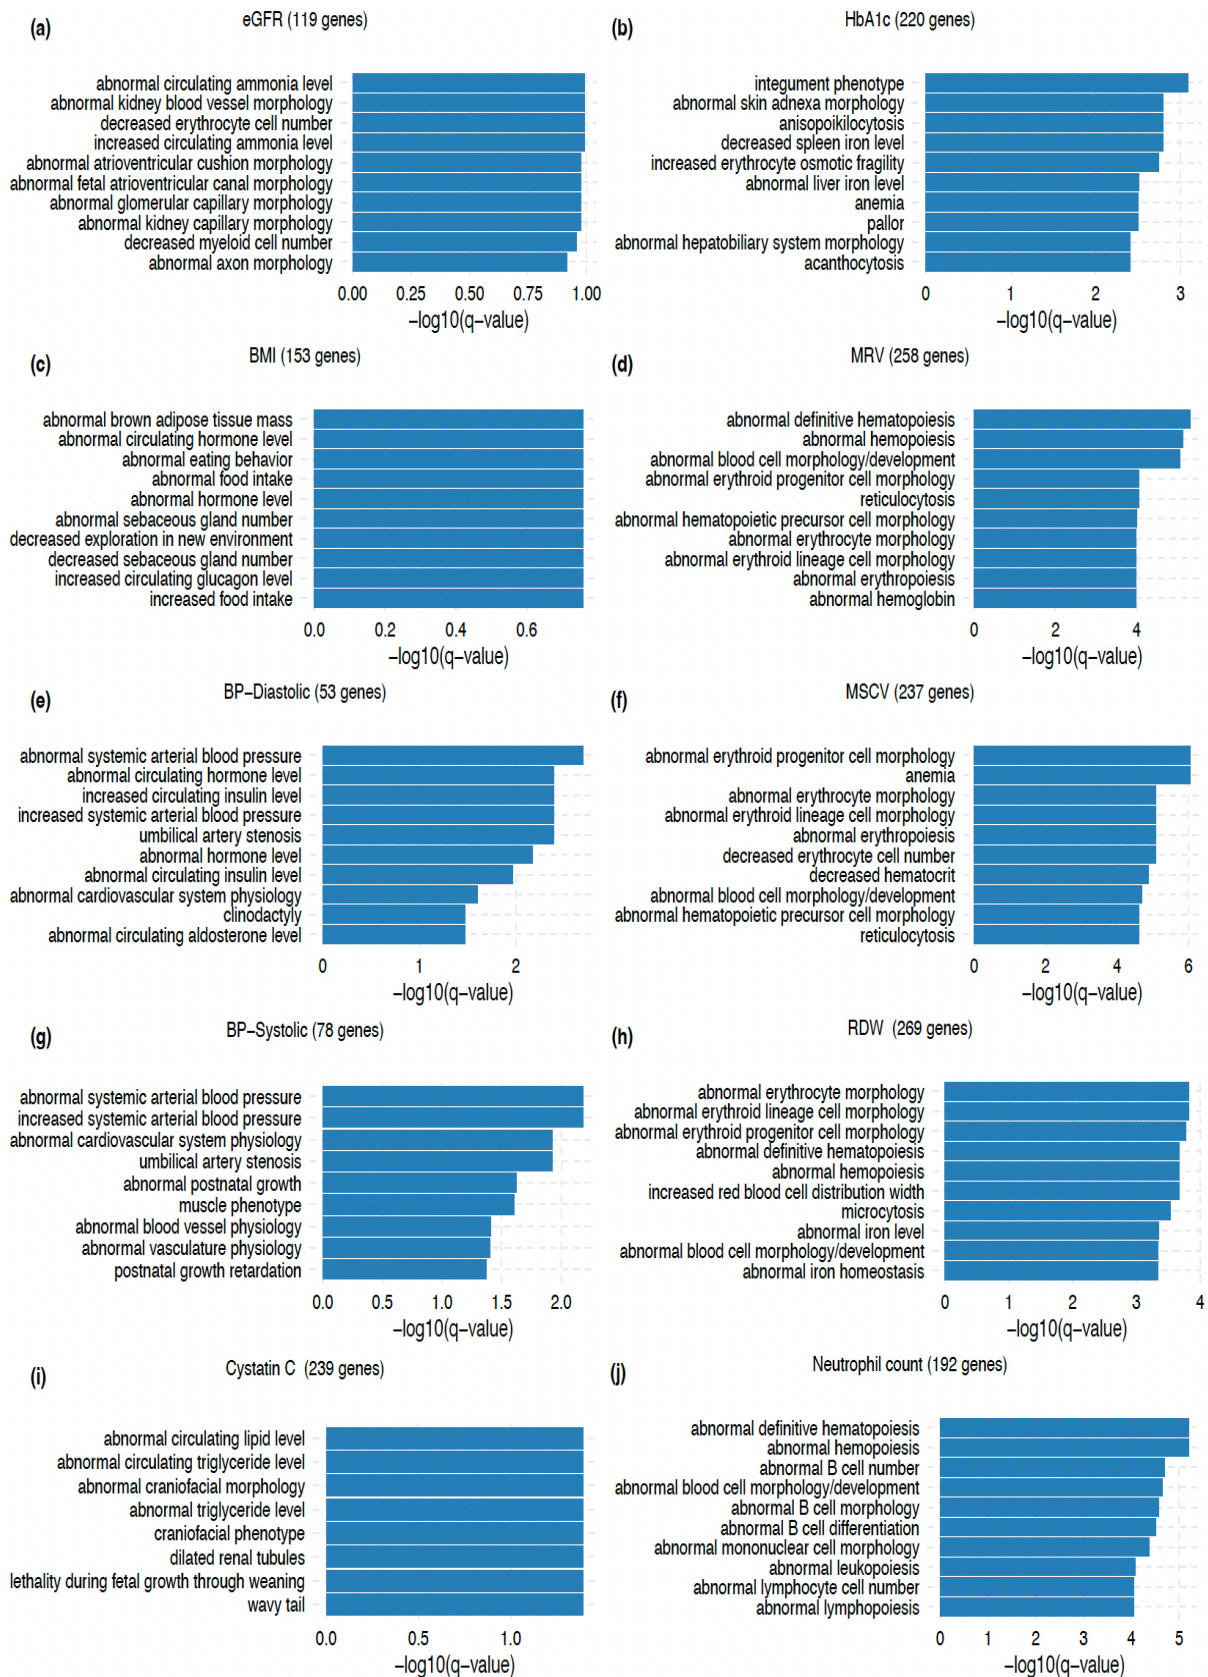 (a)
eGFR (119 genes)
abnormal circulating ammonia level
abnormal kidney blood vessel morphology
decreased erythrocyte cell number
increased circulating ammonia level
abnormal atrioventricular cushion morphology
abnormal fetal atrioventricular canal morphology
abnormal glomerular capillary morphology
abnormal kidney capillary morphology
decreased myeloid cell number
abnormal axon morphology
0.00 0.25 0.50 0.75 1.00
−log10(q−value)
(b)
HbA1c (220 genes)
integument phenotype
abnormal skin adnexa morphology
anisopoikilocytosis
decreased spleen iron level
increased erythrocyte osmotic fragility
abnormal liver iron level
anemia
pallor
abnormal hepatobiliary system morphology
acanthocytosis
0 1 2 3
−log10(q−value)
(c)
BMI (153 genes)
abnormal brown adipose tissue mass
abnormal circulating hormone level
abnormal eating behavior
abnormal food intake
abnormal hormone level
abnormal sebaceous gland number
decreased exploration in new environment
decreased sebaceous gland number
increased circulating glucagon level
increased food intake
0.0 0.2 0.4 0.6
−log10(q−value)
(d)
MRV (258 genes)
abnormal definitive hematopoiesis
abnormal hemopoiesis
abnormal blood cell morphology/development
abnormal erythroid progenitor cell morphology
reticulocytosis
abnormal hematopoietic precursor cell morphology
abnormal erythrocyte morphology
abnormal erythroid lineage cell morphology
abnormal erythropoiesis
abnormal hemoglobin
0 2 4
−log10(q−value)
(e)
BP−Diastolic (53 genes)
abnormal systemic arterial blood pressure
abnormal circulating hormone level
increased circulating insulin level
increased systemic arterial blood pressure
umbilical artery stenosis
abnormal hormone level
abnormal circulating insulin level
abnormal cardiovascular system physiology
clinodactyly
abnormal circulating aldosterone level
0 1 2
−log10(q−value)
(f)
MSCV (237 genes)
abnormal erythroid progenitor cell morphology
anemia
abnormal erythrocyte morphology
abnormal erythroid lineage cell morphology
abnormal erythropoiesis
decreased erythrocyte cell number
decreased hematocrit
abnormal blood cell morphology/development
abnormal hematopoietic precursor cell morphology
reticulocytosis
0 2 4 6
−log10(q−value)
(g)
BP−Systolic (78 genes)
abnormal systemic arterial blood pressure
increased systemic arterial blood pressure
abnormal cardiovascular system physiology
umbilical artery stenosis
abnormal postnatal growth
muscle phenotype
abnormal blood vessel physiology
abnormal vasculature physiology
postnatal growth retardation
0.0 0.5 1.0 1.5 2.0
−log10(q−value)
(h)
RDW (269 genes)
abnormal erythrocyte morphology
abnormal erythroid lineage cell morphology
abnormal erythroid progenitor cell morphology
abnormal definitive hematopoiesis
abnormal hemopoiesis
increased red blood cell distribution width
microcytosis
abnormal iron level
abnormal blood cell morphology/development
abnormal iron homeostasis
0 1 2 3 4
−log10(q−value)
(i)
Cystatin C (239 genes)
abnormal circulating lipid level
abnormal circulating triglyceride level
abnormal craniofacial morphology
abnormal triglyceride level
craniofacial phenotype
dilated renal tubules
lethality during fetal growth through weaning
wavy tail
0.0 0.5 1.0
−log10(q−value)
(j)
Neutrophil count (192 genes)
abnormal definitive hematopoiesis
abnormal hemopoiesis
abnormal B cell number
abnormal blood cell morphology/development
abnormal B cell morphology
abnormal B cell differentiation
abnormal mononuclear cell morphology
abnormal leukopoiesis
abnormal lymphocyte cell number
abnormal lymphopoiesis
0 1 2 3 4 5
−log10(q−value)